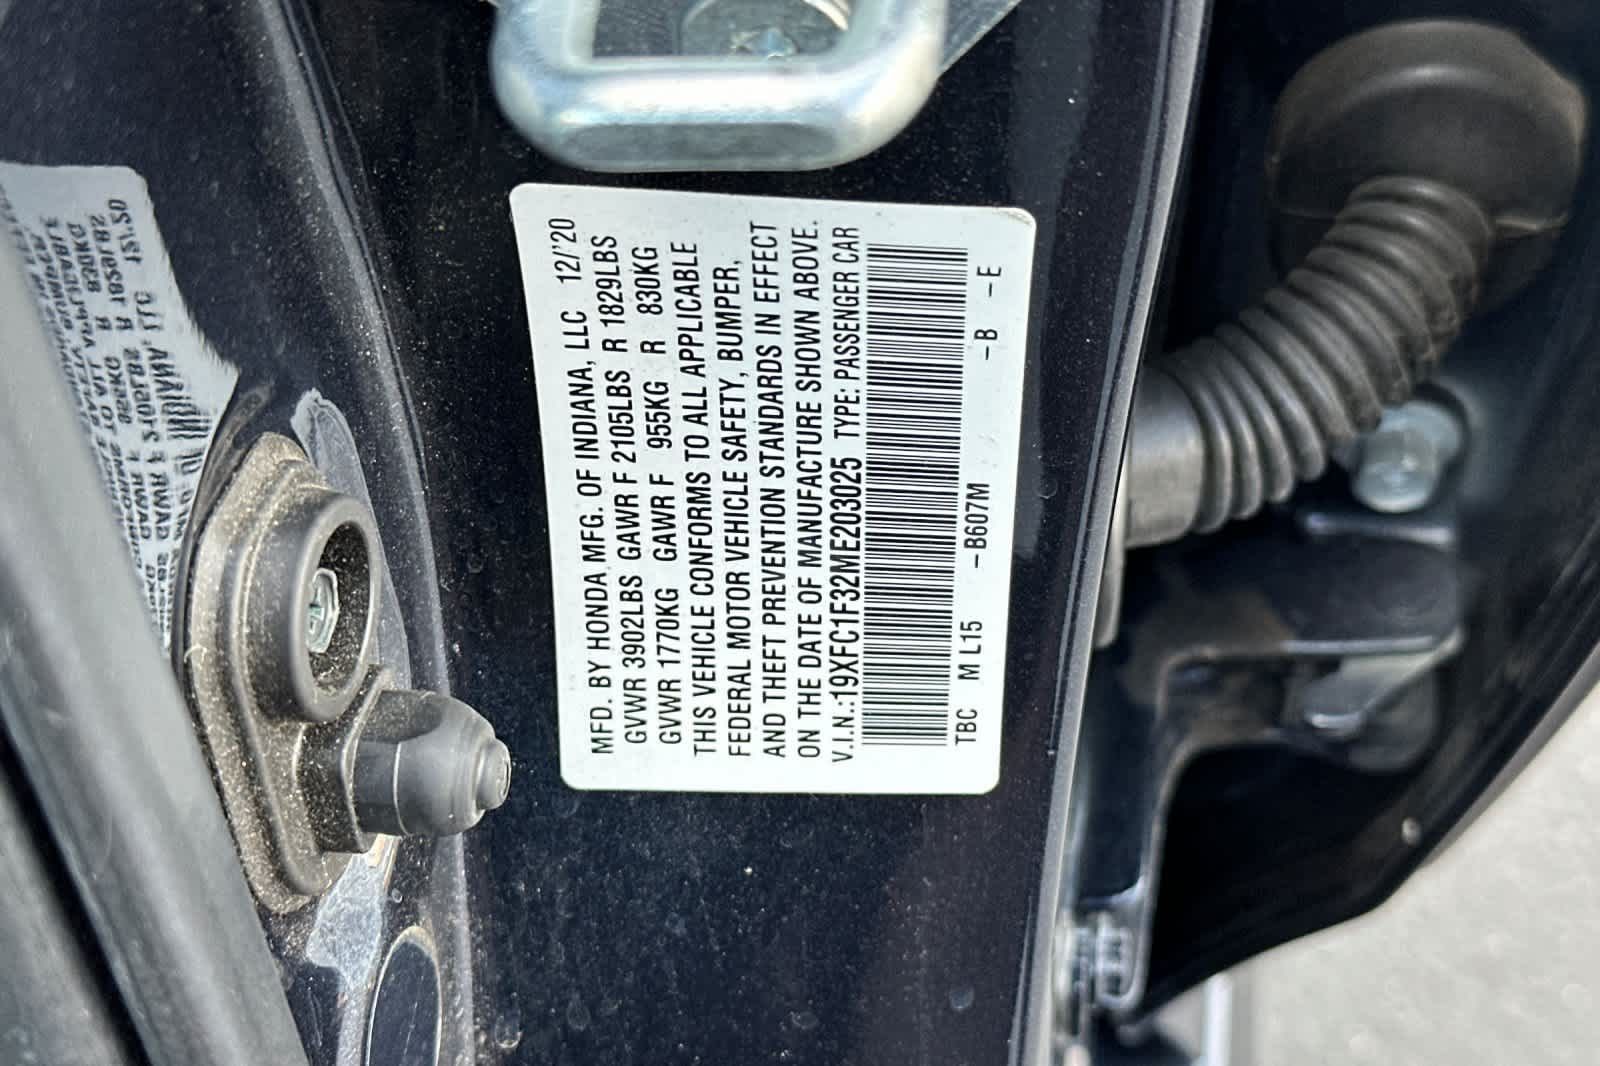 MFD. BY HONDA MFG. OF INDIANA, LLC 12/'20
GVWR 3902LBS GAWR F 2105LBS R 1829LBS
GVWR 1770KG GAWR F 955KG R 830KG
THIS VEHICLE CONFORMS TO ALL APPLICABLE
FEDERAL MOTOR VEHICLE SAFETY, BUMPER,
AND THEFT PREVENTION STANDARDS IN EFFECT
ON THE DATE OF MANUFACTURE SHOWN ABOVE.
V.I.N.:19XFC1F32ME203025 TYPE: PASSENGER CAR
TBC M L15 -B607M -B -E